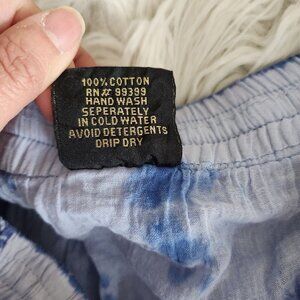 100% COTTON
RN # 99399
HAND WASH
SEPERATELY
IN COLD WATER
AVOID DETERGENTS
DRIP DRY